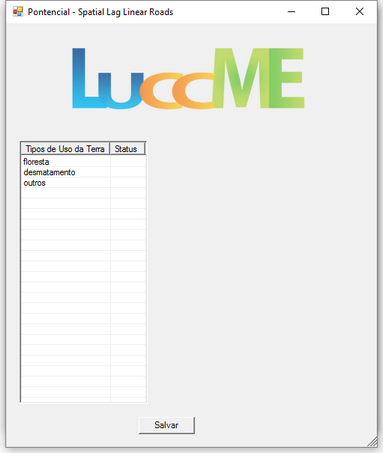 Pontencial - Spatial Lag Linear Roads
LuccME
Tipos de Uso da Terra Status
floresta
desmatamento
outros
Salvar